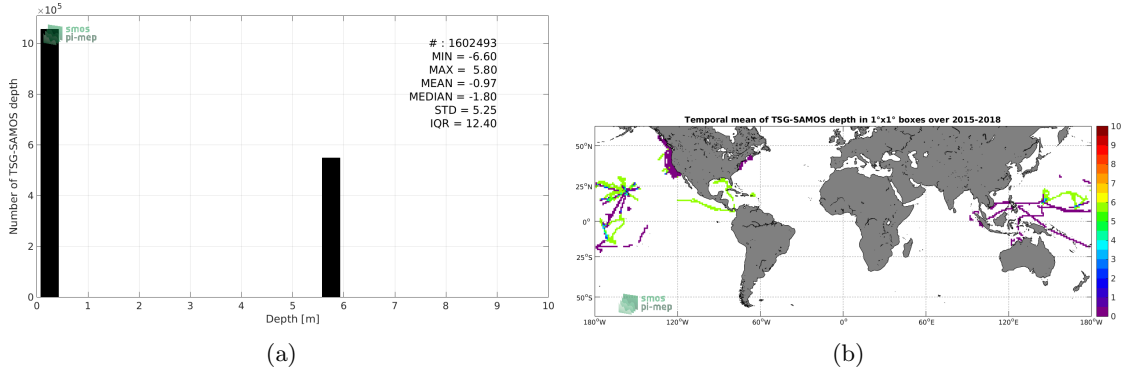 ×10⁵
smos
pi-mep
# : 1602493
MIN = -6.60
MAX = 5.80
MEAN = -0.97
MEDIAN = -1.80
STD = 5.25
IQR = 12.40
Number of TSG-SAMOS depth
10
8
6
4
2
0
0 1 2 3 4 5 6 7 8 9 10
Depth [m]
(a)
Temporal mean of TSG-SAMOS depth in 1°x1° boxes over 2015-2018
50°N
25°N
0°
25°S
50°S
180°W 120°W 60°W 0° 60°E 120°E 180°W
smos
pi-mep
10
9
8
7
6
5
4
3
2
1
0
(b)